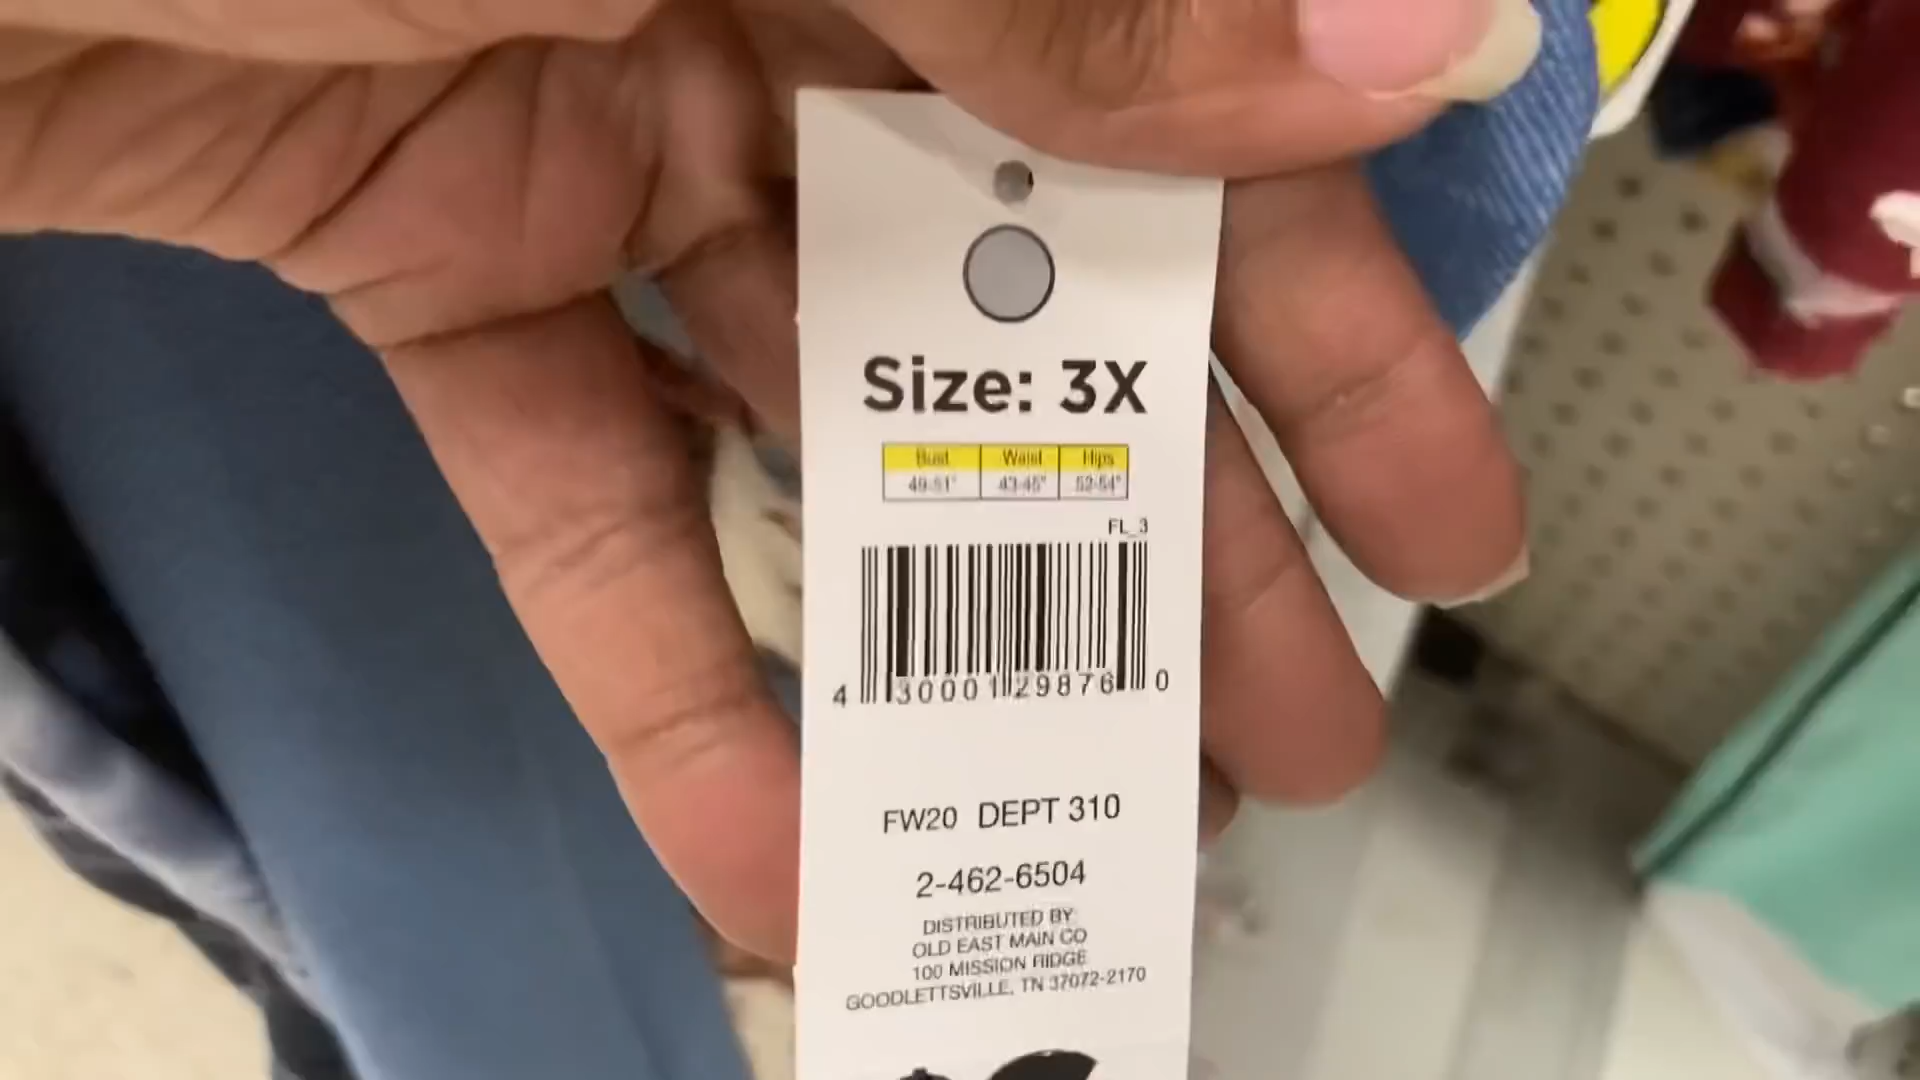 Size: 3X
Bust Waist Hips
49-51" 43-45" 52-54"
FL_3
4 30001 29876 0
FW20 DEPT 310
2-462-6504
DISTRIBUTED BY
OLD EAST MAIN CO
100 MISSION RIDGE
GOODLETTSVILLE, TN 37072-2170